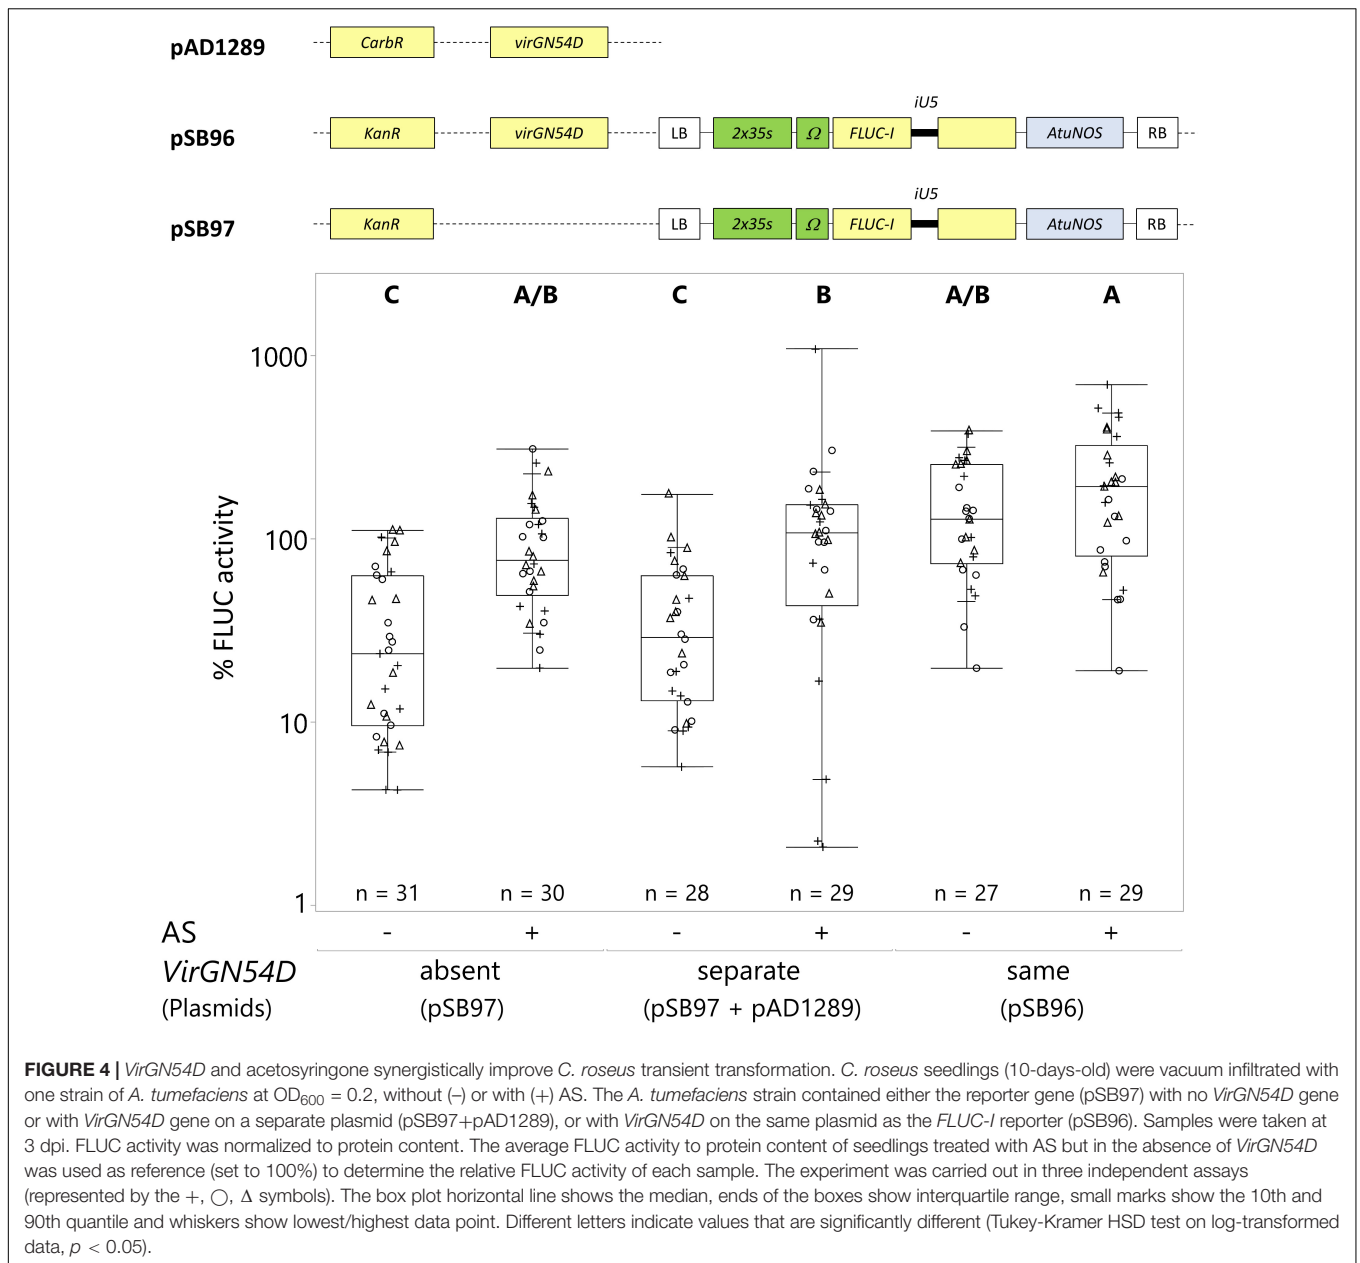 pAD1289 CarbR virGN54D
iU5
pSB96 KanR virGN54D LB 2x35s Ω FLUC-I AtuNOS RB
iU5
pSB97 KanR LB 2x35s Ω FLUC-I AtuNOS RB
C A/B C B A/B A
1000
100
10
1
% FLUC activity
n = 31 n = 30 n = 28 n = 29 n = 27 n = 29
AS - + - + - +
VirGN54D absent separate same
(Plasmids) (pSB97) (pSB97 + pAD1289) (pSB96)
FIGURE 4 | VirGN54D and acetosyringone synergistically improve C. roseus transient transformation. C. roseus seedlings (10-days-old) were vacuum infiltrated with
one strain of A. tumefaciens at OD600 = 0.2, without (–) or with (+) AS. The A. tumefaciens strain contained either the reporter gene (pSB97) with no VirGN54D gene
or with VirGN54D gene on a separate plasmid (pSB97+pAD1289), or with VirGN54D on the same plasmid as the FLUC-I reporter (pSB96). Samples were taken at
3 dpi. FLUC activity was normalized to protein content. The average FLUC activity to protein content of seedlings treated with AS but in the absence of VirGN54D
was used as reference (set to 100%) to determine the relative FLUC activity of each sample. The experiment was carried out in three independent assays
(represented by the +, ◯, Δ symbols). The box plot horizontal line shows the median, ends of the boxes show interquartile range, small marks show the 10th and
90th quantile and whiskers show lowest/highest data point. Different letters indicate values that are significantly different (Tukey-Kramer HSD test on log-transformed
data, p < 0.05).